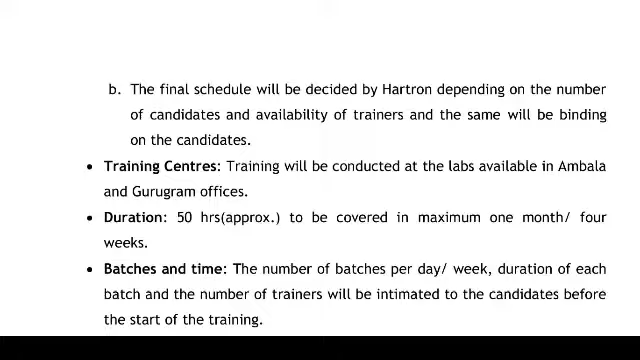 b. The final schedule will be decided by Hartron depending on the number
of candidates and availability of trainers and the same will be binding
on the candidates.
• Training Centres: Training will be conducted at the labs available in Ambala
and Gurugram offices.
• Duration: 50 hrs(approx.) to be covered in maximum one month/ four
weeks.
• Batches and time: The number of batches per day/ week, duration of each
batch and the number of trainers will be intimated to the candidates before
the start of the training.